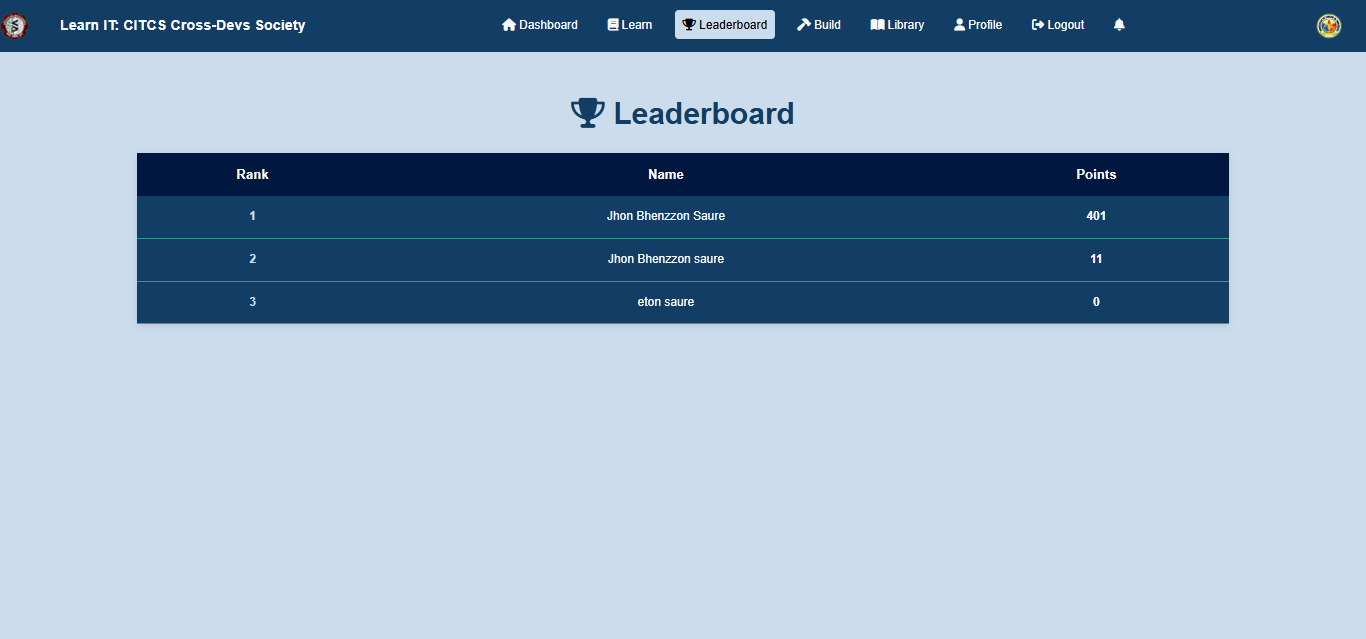 Learn IT: CITCS Cross-Devs Society
Dashboard Learn Leaderboard Build Library Profile Logout
Leaderboard
Rank Name Points
1 Jhon Bhenzzon Saure 401
2 Jhon Bhenzzon saure 11
3 eton saure 0